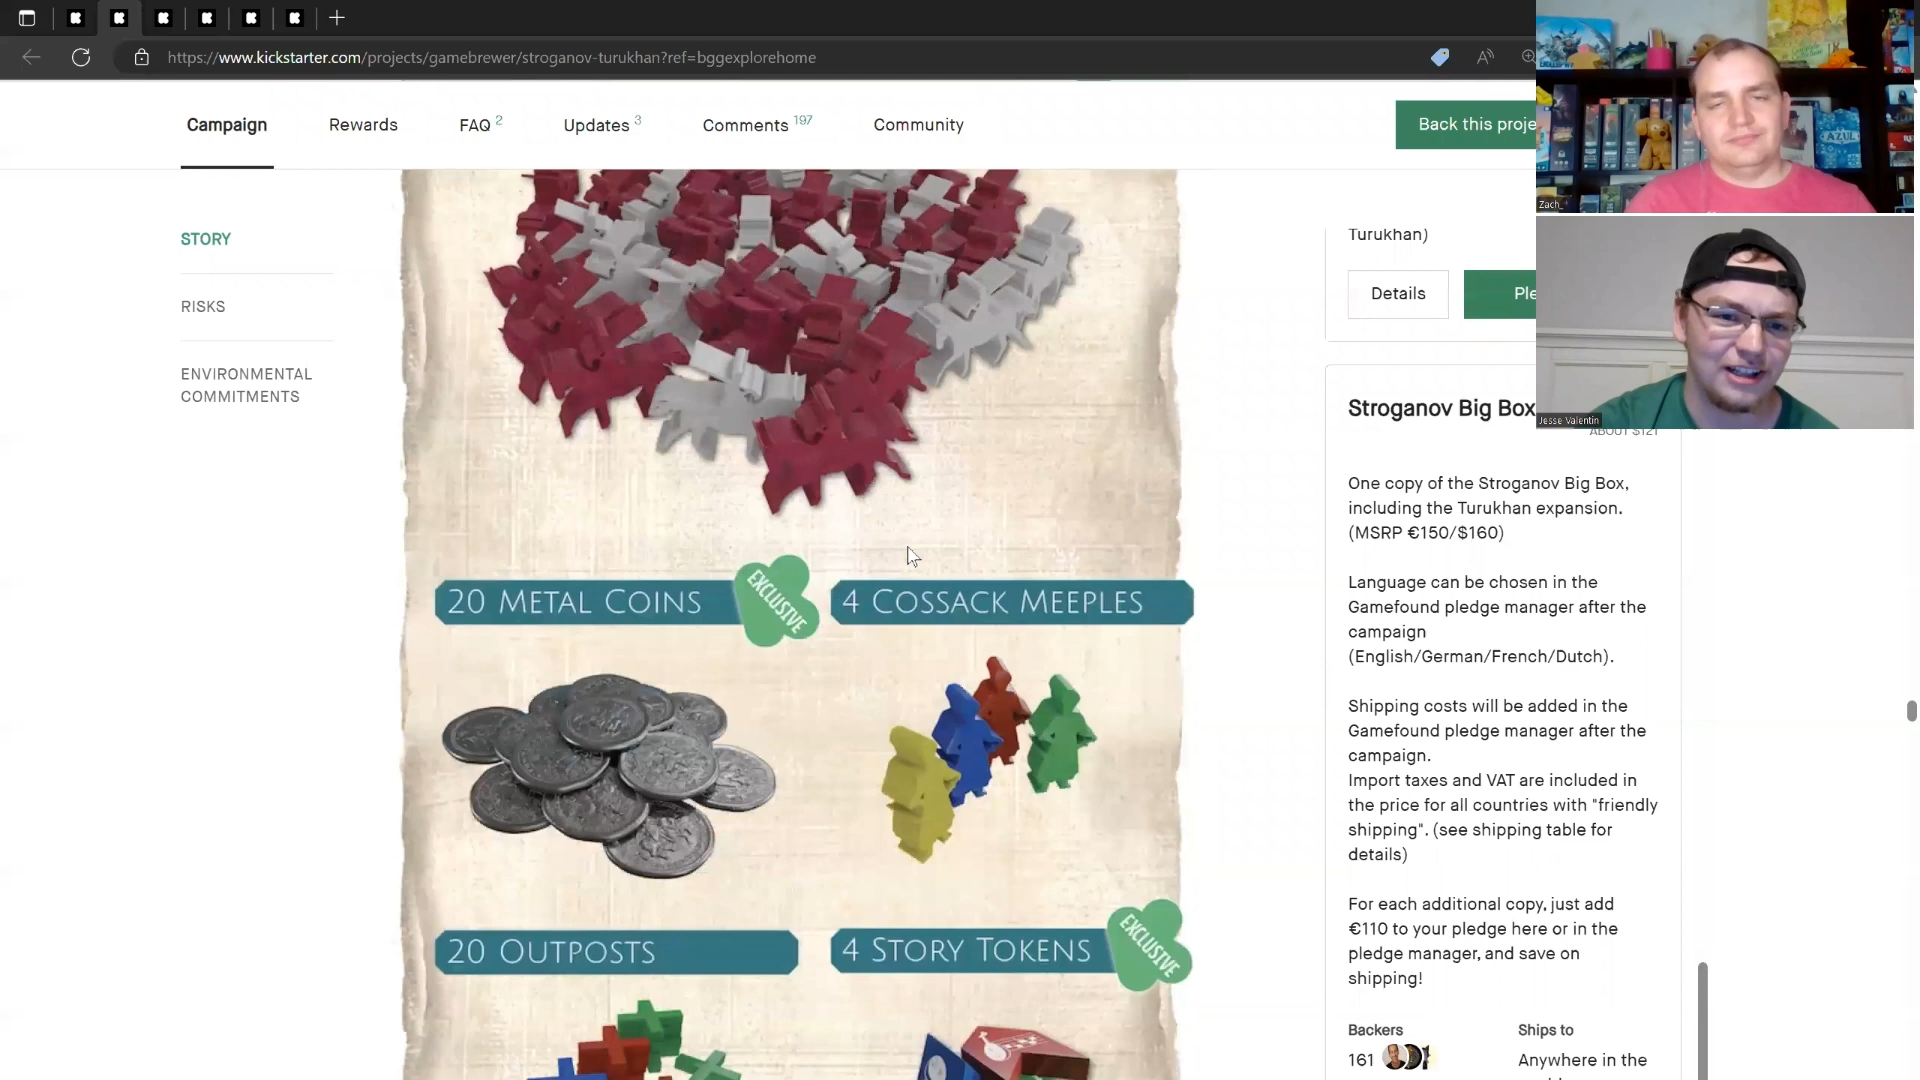 https://www.kickstarter.com/projects/gamebrewer/stroganov-turukhan?ref=bggexplorehome
Campaign
Rewards
FAQ 2
Updates 3
Comments 197
Community
Back this proje
STORY
RISKS
ENVIRONMENTAL
COMMITMENTS
20 METAL COINS
EXCLUSIVE
4 COSSACK MEEPLES
20 OUTPOSTS
4 STORY TOKENS
EXCLUSIVE
Turukhan)
Details
Ple
Stroganov Big Box
ABOUT $121
One copy of the Stroganov Big Box,
including the Turukhan expansion.
(MSRP €150/$160)
Language can be chosen in the
Gamefound pledge manager after the
campaign
(English/German/French/Dutch).
Shipping costs will be added in the
Gamefound pledge manager after the
campaign.
Import taxes and VAT are included in
the price for all countries with "friendly
shipping". (see shipping table for
details)
For each additional copy, just add
€110 to your pledge here or in the
pledge manager, and save on
shipping!
Backers
161
Ships to
Anywhere in the
Zach_
AZUL
Jesse Valentin